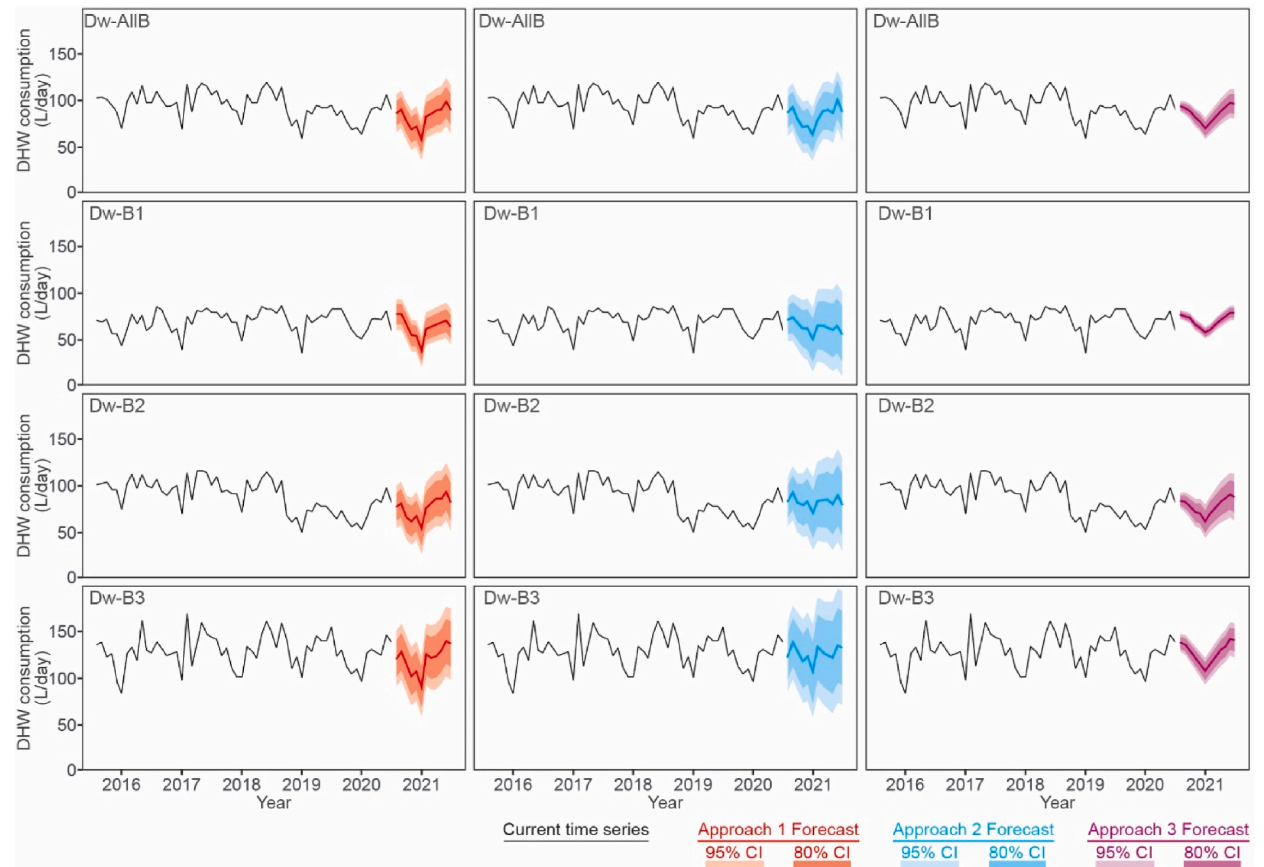 Dw-AllB Dw-AllB Dw-AllB
DHW consumption
(L/day)
150
100
50
0
Dw-B1 Dw-B1 Dw-B1
DHW consumption
(L/day)
150
100
50
0
Dw-B2 Dw-B2 Dw-B2
DHW consumption
(L/day)
150
100
50
0
Dw-B3 Dw-B3 Dw-B3
DHW consumption
(L/day)
150
100
50
0
2016 2017 2018 2019 2020 2021 2016 2017 2018 2019 2020 2021 2016 2017 2018 2019 2020 2021
Year Year Year
Current time series Approach 1 Forecast Approach 2 Forecast Approach 3 Forecast
95% CI 80% CI 95% CI 80% CI 95% CI 80% CI